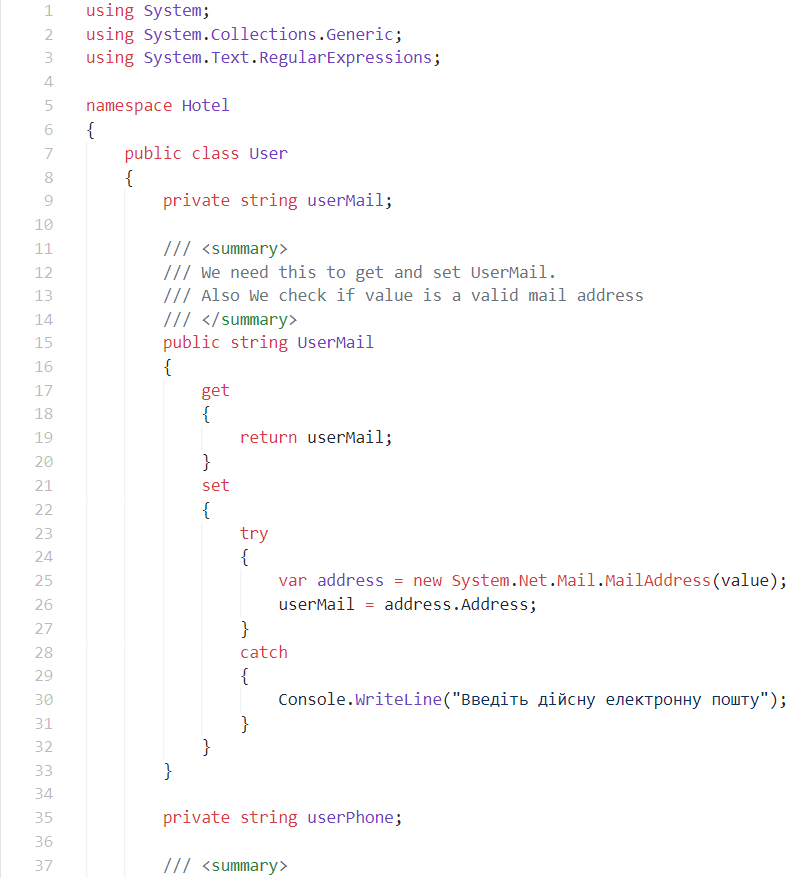 1 using System;
2 using System.Collections.Generic;
3 using System.Text.RegularExpressions;
4
5 namespace Hotel
6 {
7     public class User
8     {
9         private string userMail;
10
11         /// <summary>
12         /// We need this to get and set UserMail.
13         /// Also We check if value is a valid mail address
14         /// </summary>
15         public string UserMail
16         {
17             get
18             {
19                 return userMail;
20             }
21             set
22             {
23                 try
24                 {
25                     var address = new System.Net.Mail.MailAddress(value);
26                     userMail = address.Address;
27                 }
28                 catch
29                 {
30                     Console.WriteLine("Введіть дійсну електронну пошту");
31                 }
32             }
33         }
34
35         private string userPhone;
36
37         /// <summary>